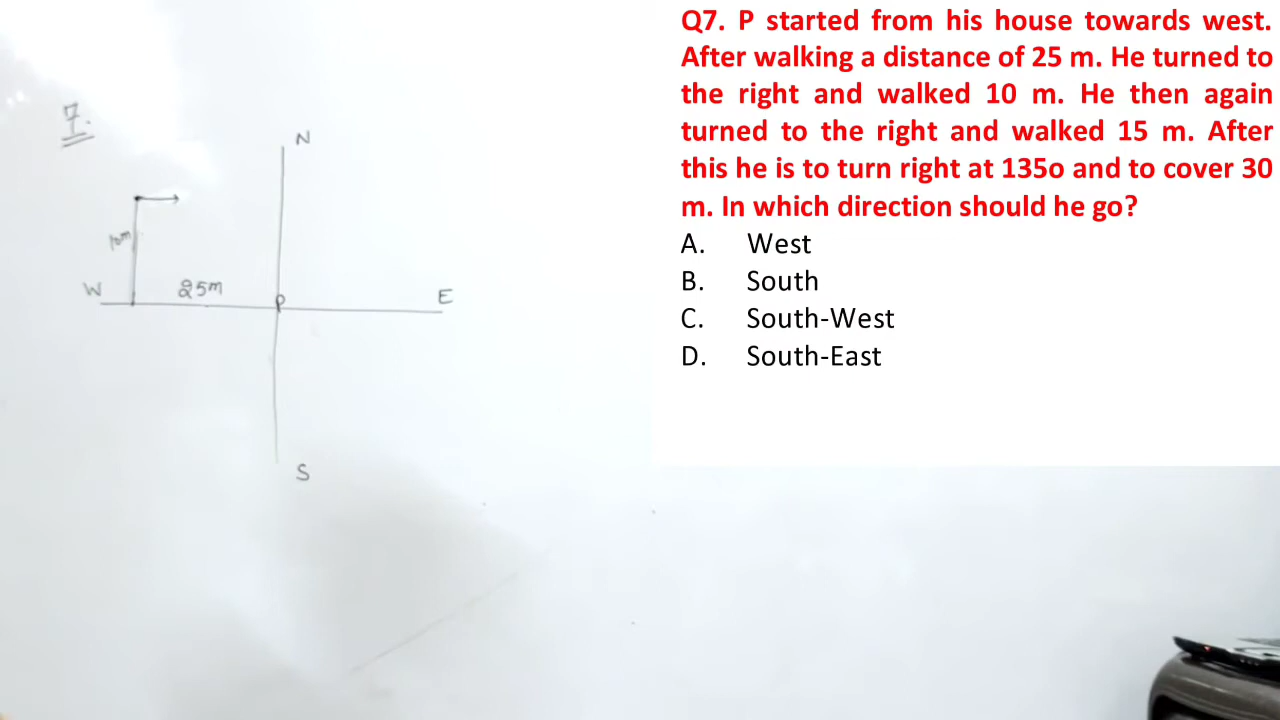 7.
N
10m
W
25m
P
E
S
Q7. P started from his house towards west.
After walking a distance of 25 m. He turned to
the right and walked 10 m. He then again
turned to the right and walked 15 m. After
this he is to turn right at 135o and to cover 30
m. In which direction should he go?
A. West
B. South
C. South-West
D. South-East